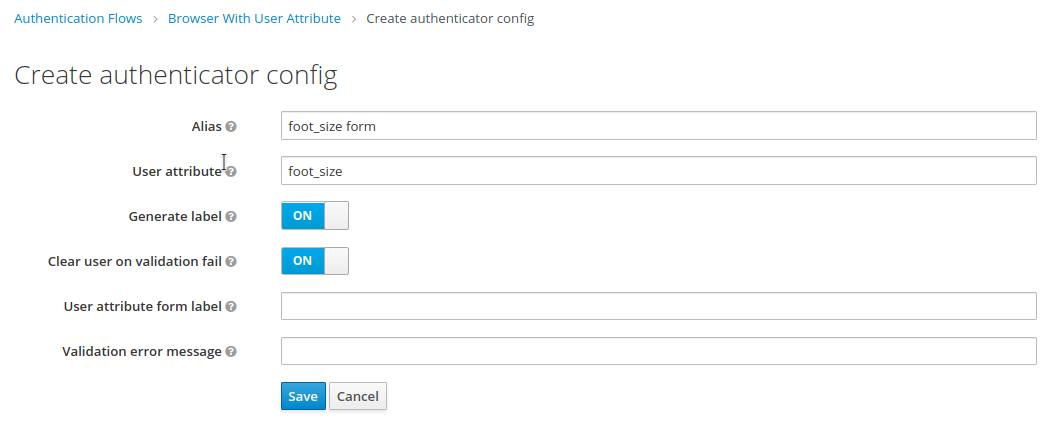 Authentication Flows > Browser With User Attribute > Create authenticator config
Create authenticator config
Alias ? foot_size form
User attribute ? foot_size
Generate label ? ON
Clear user on validation fail ? ON
User attribute form label ?
Validation error message ?
Save Cancel